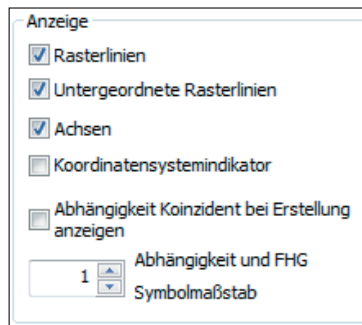 Anzeige
Rasterlinien
Untergeordnete Rasterlinien
Achsen
Koordinatensystemindikator
Abhängigkeit Koinzident bei Erstellung
anzeigen
1 Abhängigkeit und FHG
Symbolmaßstab